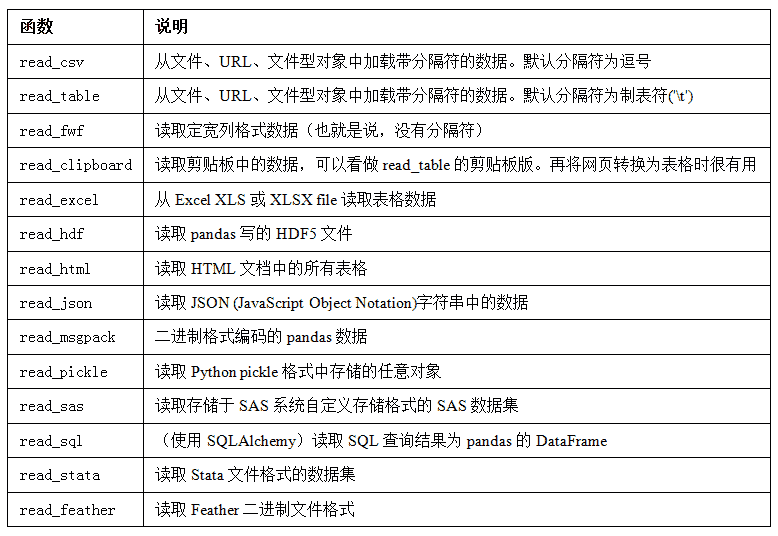 函数 说明
read_csv 从文件、URL、文件型对象中加载带分隔符的数据。默认分隔符为逗号
read_table 从文件、URL、文件型对象中加载带分隔符的数据。默认分隔符为制表符('\t')
read_fwf 读取定宽列格式数据（也就是说，没有分隔符）
read_clipboard 读取剪贴板中的数据，可以看做 read_table 的剪贴板版。再将网页转换为表格时很有用
read_excel 从 Excel XLS 或 XLSX file 读取表格数据
read_hdf 读取 pandas 写的 HDF5 文件
read_html 读取 HTML 文档中的所有表格
read_json 读取 JSON (JavaScript Object Notation)字符串中的数据
read_msgpack 二进制格式编码的 pandas 数据
read_pickle 读取 Python pickle 格式中存储的任意对象
read_sas 读取存储于 SAS 系统自定义存储格式的 SAS 数据集
read_sql （使用 SQLAlchemy）读取 SQL 查询结果为 pandas 的 DataFrame
read_stata 读取 Stata 文件格式的数据集
read_feather 读取 Feather 二进制文件格式